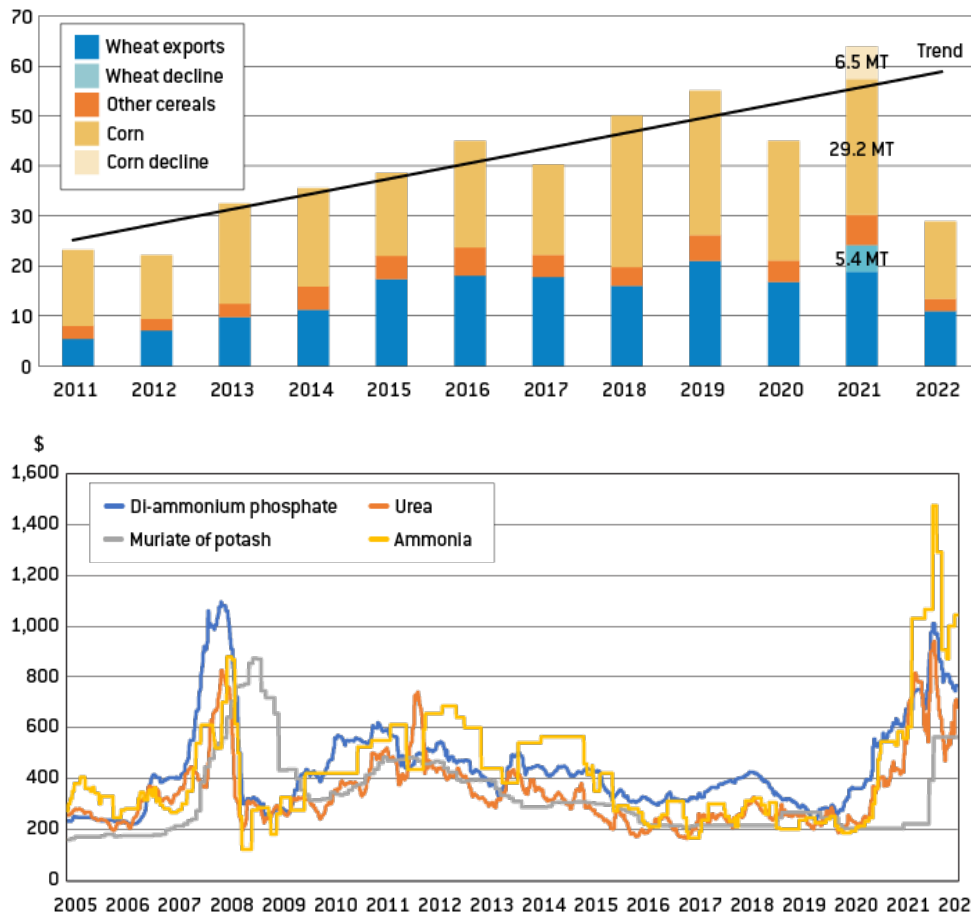 70
60
50
40
30
20
10
0
Wheat exports
Wheat decline
Other cereals
Corn
Corn decline
Trend
6.5 MT
29.2 MT
5.4 MT
2011 2012 2013 2014 2015 2016 2017 2018 2019 2020 2021 2022
$
1,600
1,400
1,200
1,000
800
600
400
200
0
Di-ammonium phosphate Urea
Muriate of potash Ammonia
2005 2006 2007 2008 2009 2010 2011 2012 2013 2014 2015 2016 2017 2018 2019 2020 2021 202